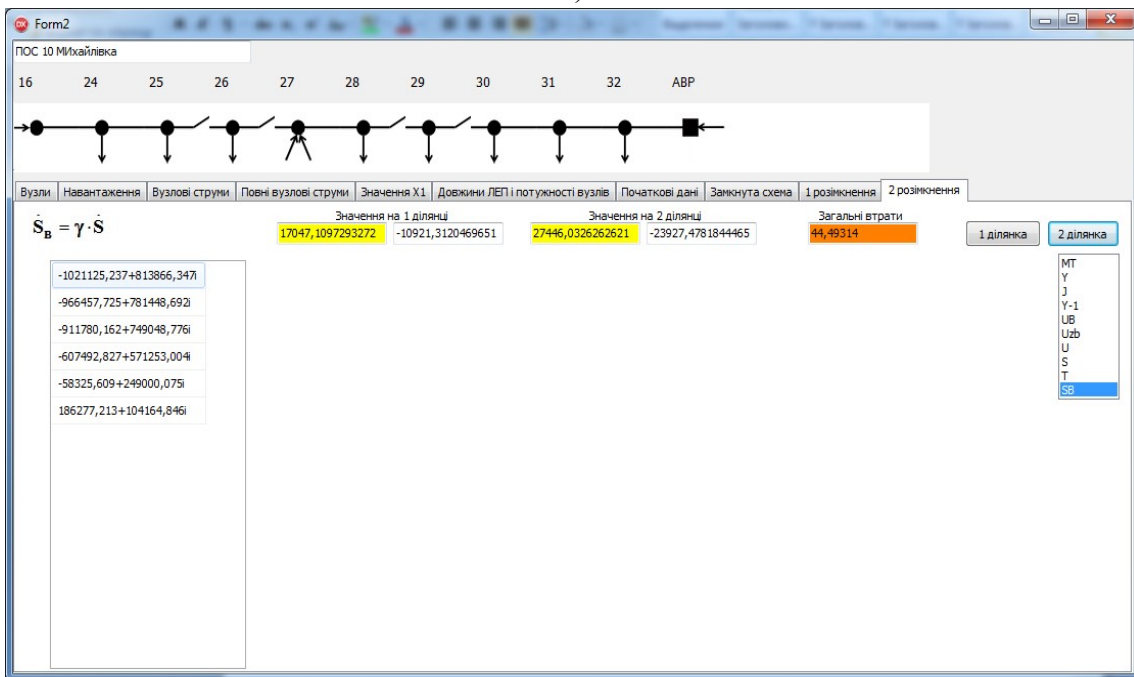 Form2
ПОС 10 МИхайлівка
16 24 25 26 27 28 29 30 31 32 АВР
Вузли Навантаження Вузлові струми Повні вузлові струми Значення X1 Довжини ЛЕП і потужності вузлів Початкові дані Замкнута схема 1 розімкнення 2 розімкнення
Ṡв = γ · Ṡ
Значення на 1 ділянці Значення на 2 ділянці Загальні втрати
17047,1097293272 -10921,3120469651 27446,0326262621 -23927,4781844465 44,49314 1 ділянка 2 ділянка
-1021125,237+813866,347i
-966457,725+781448,692i
-911780,162+749048,776i
-607492,827+571253,004i
-58325,609+249000,075i
186277,213+104164,846i
MT
Y
J
Y-1
UB
Uzb
U
S
T
SB